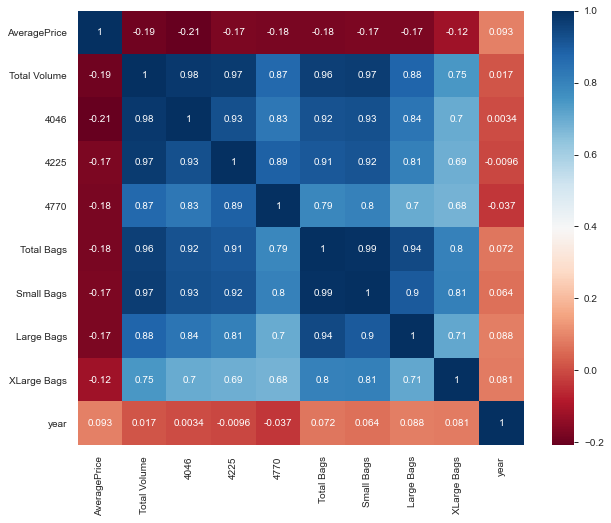 AveragePrice 1 -0.19 -0.21 -0.17 -0.18 -0.18 -0.17 -0.17 -0.12 0.093
Total Volume -0.19 1 0.98 0.97 0.87 0.96 0.97 0.88 0.75 0.017
4046 -0.21 0.98 1 0.93 0.83 0.92 0.93 0.84 0.7 0.0034
4225 -0.17 0.97 0.93 1 0.89 0.91 0.92 0.81 0.69 -0.0096
4770 -0.18 0.87 0.83 0.89 1 0.79 0.8 0.7 0.68 -0.037
Total Bags -0.18 0.96 0.92 0.91 0.79 1 0.99 0.94 0.8 0.072
Small Bags -0.17 0.97 0.93 0.92 0.8 0.99 1 0.9 0.81 0.064
Large Bags -0.17 0.88 0.84 0.81 0.7 0.94 0.9 1 0.71 0.088
XLarge Bags -0.12 0.75 0.7 0.69 0.68 0.8 0.81 0.71 1 0.081
year 0.093 0.017 0.0034 -0.0096 -0.037 0.072 0.064 0.088 0.081 1
AveragePrice
Total Volume
4046
4225
4770
Total Bags
Small Bags
Large Bags
XLarge Bags
year
1.0
0.8
0.6
0.4
0.2
0.0
−0.2